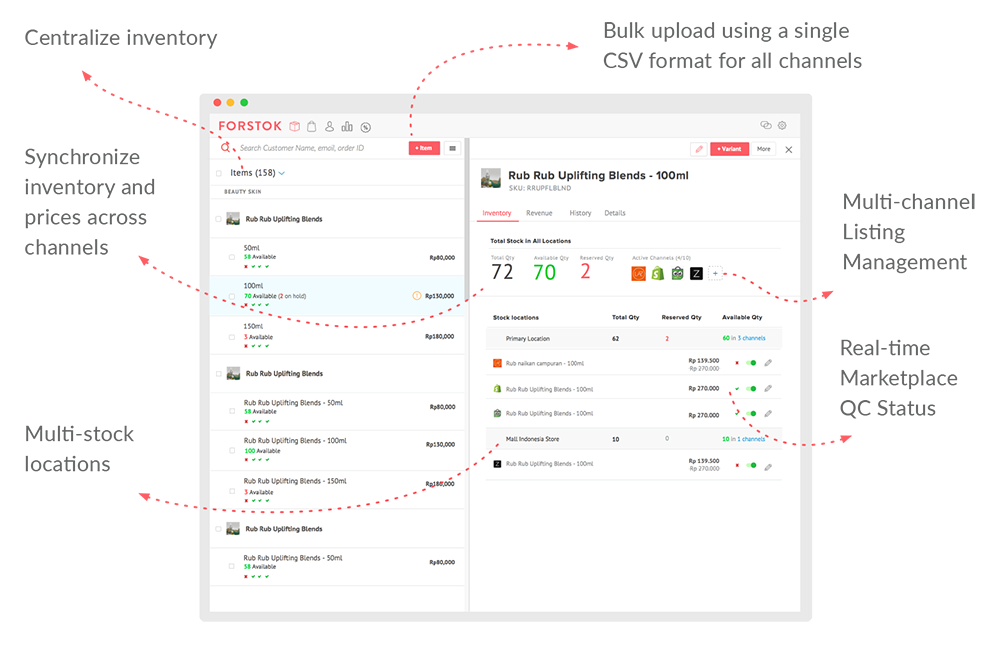 Centralize inventory
Bulk upload using a single
CSV format for all channels
Synchronize
inventory and
prices across
channels
Multi-stock
locations
FORSTOK
Search Customer Name, email, order ID
+ Item
Items (158)
BEAUTY SKIN
Rub Rub Uplifting Blends
50ml
58 Available
Rp80,000
100ml
70 Available (2 on hold)
Rp130,000
150ml
3 Available
Rp180,000
Rub Rub Uplifting Blends
Rub Rub Uplifting Blends - 50ml
58 Available
Rp80,000
Rub Rub Uplifting Blends - 100ml
100 Available
Rp130,000
Rub Rub Uplifting Blends - 150ml
3 Available
Rp180,000
Rub Rub Uplifting Blends
Rub Rub Uplifting Blends - 50ml
58 Available
Rp80,000
+ Variant
More
Rub Rub Uplifting Blends - 100ml
SKU: RRUPFLBLND
Inventory Revenue History Details
Total Stock in All Locations
Total Qty Available Qty Reserved Qty Active Channels (4/10)
72 70 2
Stock locations Total Qty Reserved Qty Available Qty
Primary Location 62 2 60 in 3 channels
Rub naikan campuran - 100ml Rp 139.500
Rp 270.000
Rub Rub Uplifting Blends - 100ml Rp 270.000
Rub Rub Uplifting Blends - 100ml Rp 270.000
Mall Indonesia Store 10 0 10 in 1 channels
Rub Rub Uplifting Blends - 100ml Rp 139.500
Rp 270.000
Multi-channel
Listing
Management
Real-time
Marketplace
QC Status